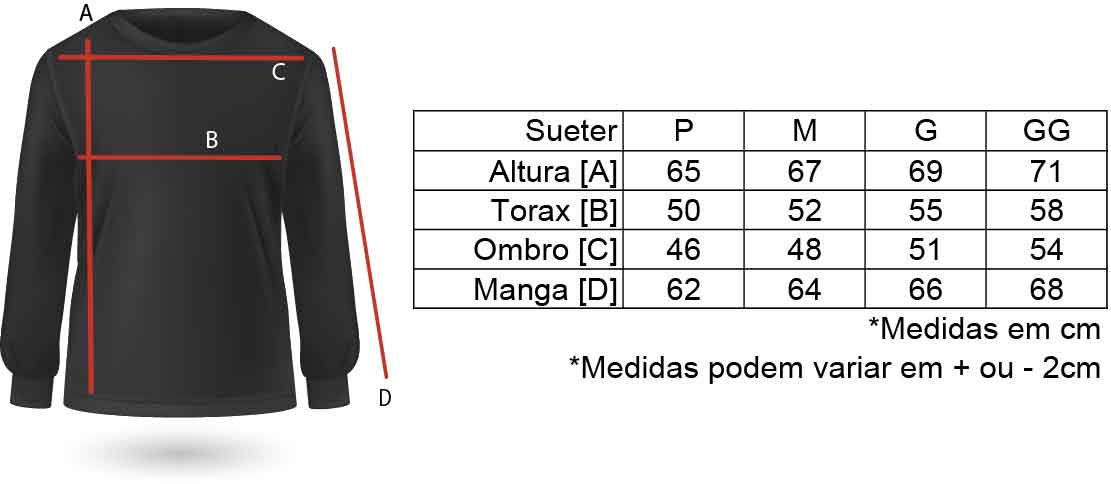 A
C
B
D
Sueter P M G GG
Altura [A] 65 67 69 71
Torax [B] 50 52 55 58
Ombro [C] 46 48 51 54
Manga [D] 62 64 66 68
*Medidas em cm
*Medidas podem variar em + ou - 2cm